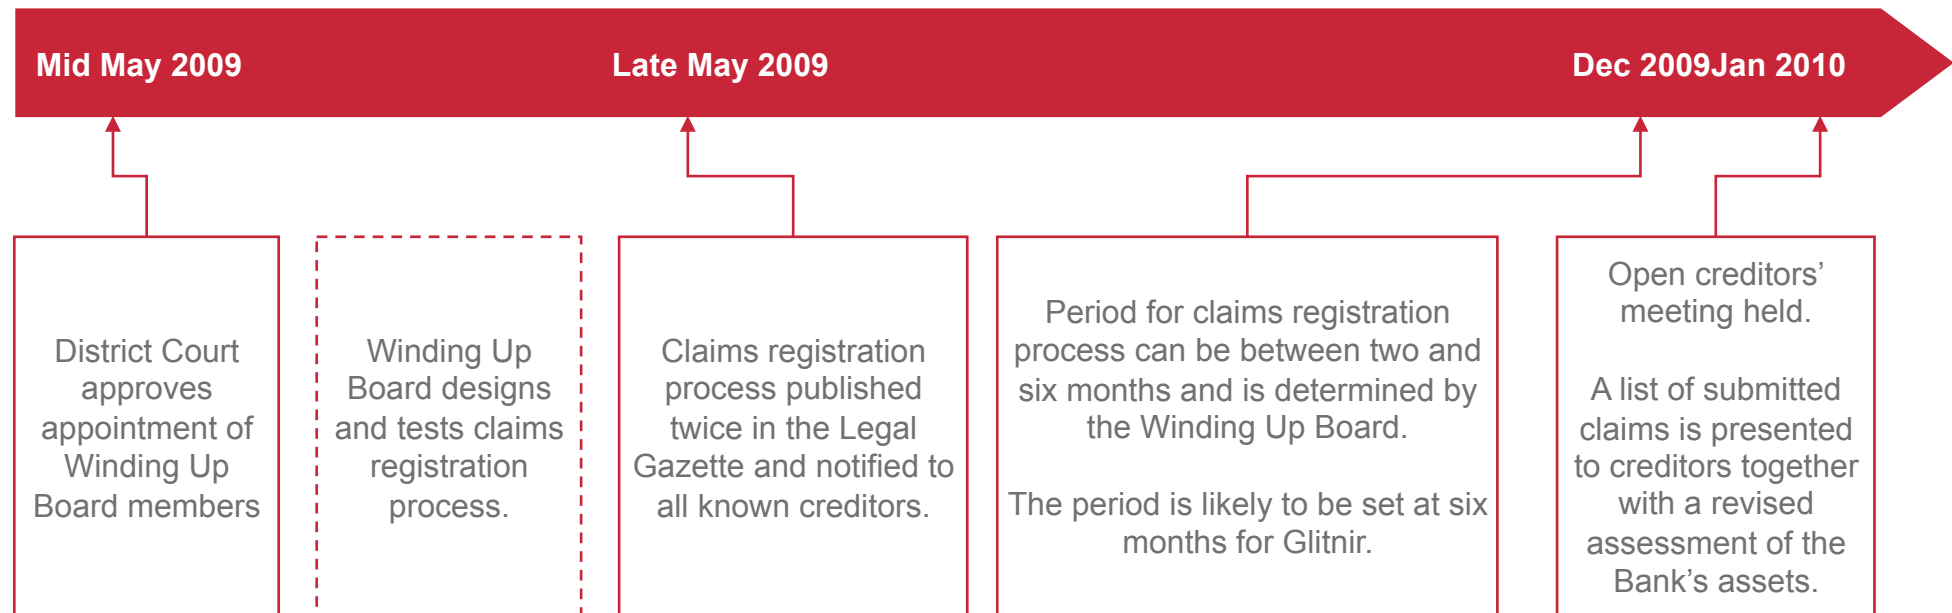 Mid May 2009
Late May 2009
Dec 2009Jan 2010
District Court
approves
appointment of
Winding Up
Board members
Winding Up
Board designs
and tests claims
registration
process.
Claims registration
process published
twice in the Legal
Gazette and notified to
all known creditors.
Period for claims registration
process can be between two and
six months and is determined by
the Winding Up Board.
The period is likely to be set at six
months for Glitnir.
Open creditors’
meeting held.
A list of submitted
claims is presented
to creditors together
with a revised
assessment of the
Bank’s assets.